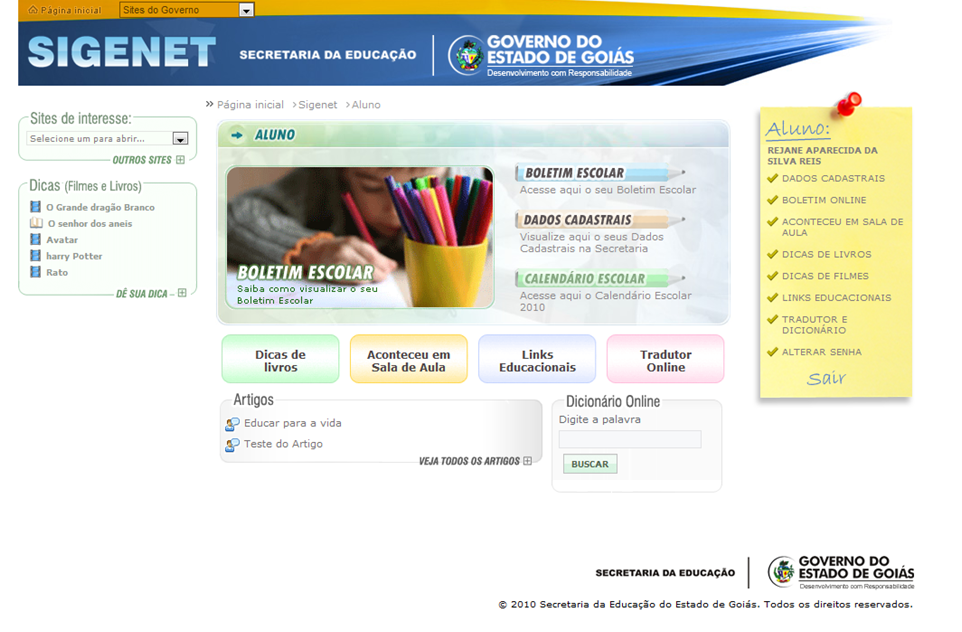 Página inicial
Sites do Governo
SIGENET
SECRETARIA DA EDUCAÇÃO
GOVERNO DO
ESTADO DE GOIÁS
Desenvolvimento com Responsabilidade
Sites de interesse:
Selecione um para abrir...
OUTROS SITES
Dicas (Filmes e Livros)
O Grande dragão Branco
O senhor dos aneis
Avatar
harry Potter
Rato
DÊ SUA DICA
» Página inicial > Sigenet > Aluno
ALUNO
BOLETIM ESCOLAR
Saiba como visualizar o seu
Boletim Escolar
BOLETIM ESCOLAR
Acesse aqui o seu Boletim Escolar
DADOS CADASTRAIS
Visualize aqui o seus Dados
Cadastrais na Secretaria
CALENDÁRIO ESCOLAR
Acesse aqui o Calendário Escolar
2010
Dicas de
livros
Aconteceu em
Sala de Aula
Links
Educacionais
Tradutor
Online
Artigos
Educar para a vida
Teste do Artigo
VEJA TODOS OS ARTIGOS
Dicionário Online
Digite a palavra
BUSCAR
Aluno:
REJANE APARECIDA DA
SILVA REIS
DADOS CADASTRAIS
BOLETIM ONLINE
ACONTECEU EM SALA DE
AULA
DICAS DE LIVROS
DICAS DE FILMES
LINKS EDUCACIONAIS
TRADUTOR E
DICIONÁRIO
ALTERAR SENHA
Sair
SECRETARIA DA EDUCAÇÃO
GOVERNO DO
ESTADO DE GOIÁS
Desenvolvimento com Responsabilidade
© 2010 Secretaria da Educação do Estado de Goiás. Todos os direitos reservados.